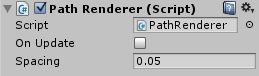 Path Renderer (Script)
Script PathRenderer
On Update
Spacing 0.05